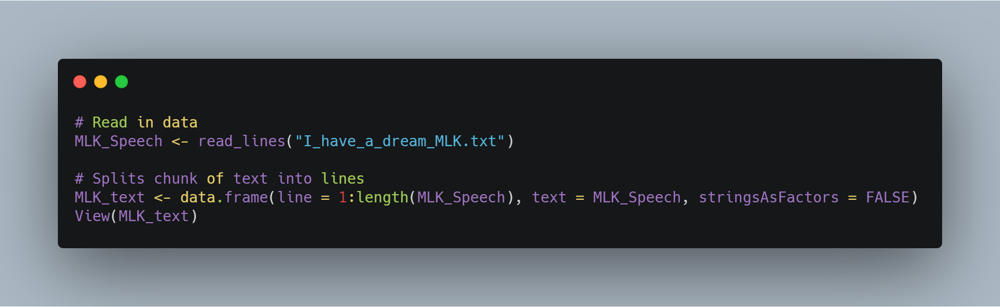 # Read in data
MLK_Speech <- read_lines("I_have_a_dream_MLK.txt")
# Splits chunk of text into lines
MLK_text <- data.frame(line = 1:length(MLK_Speech), text = MLK_Speech, stringsAsFactors = FALSE)
View(MLK_text)